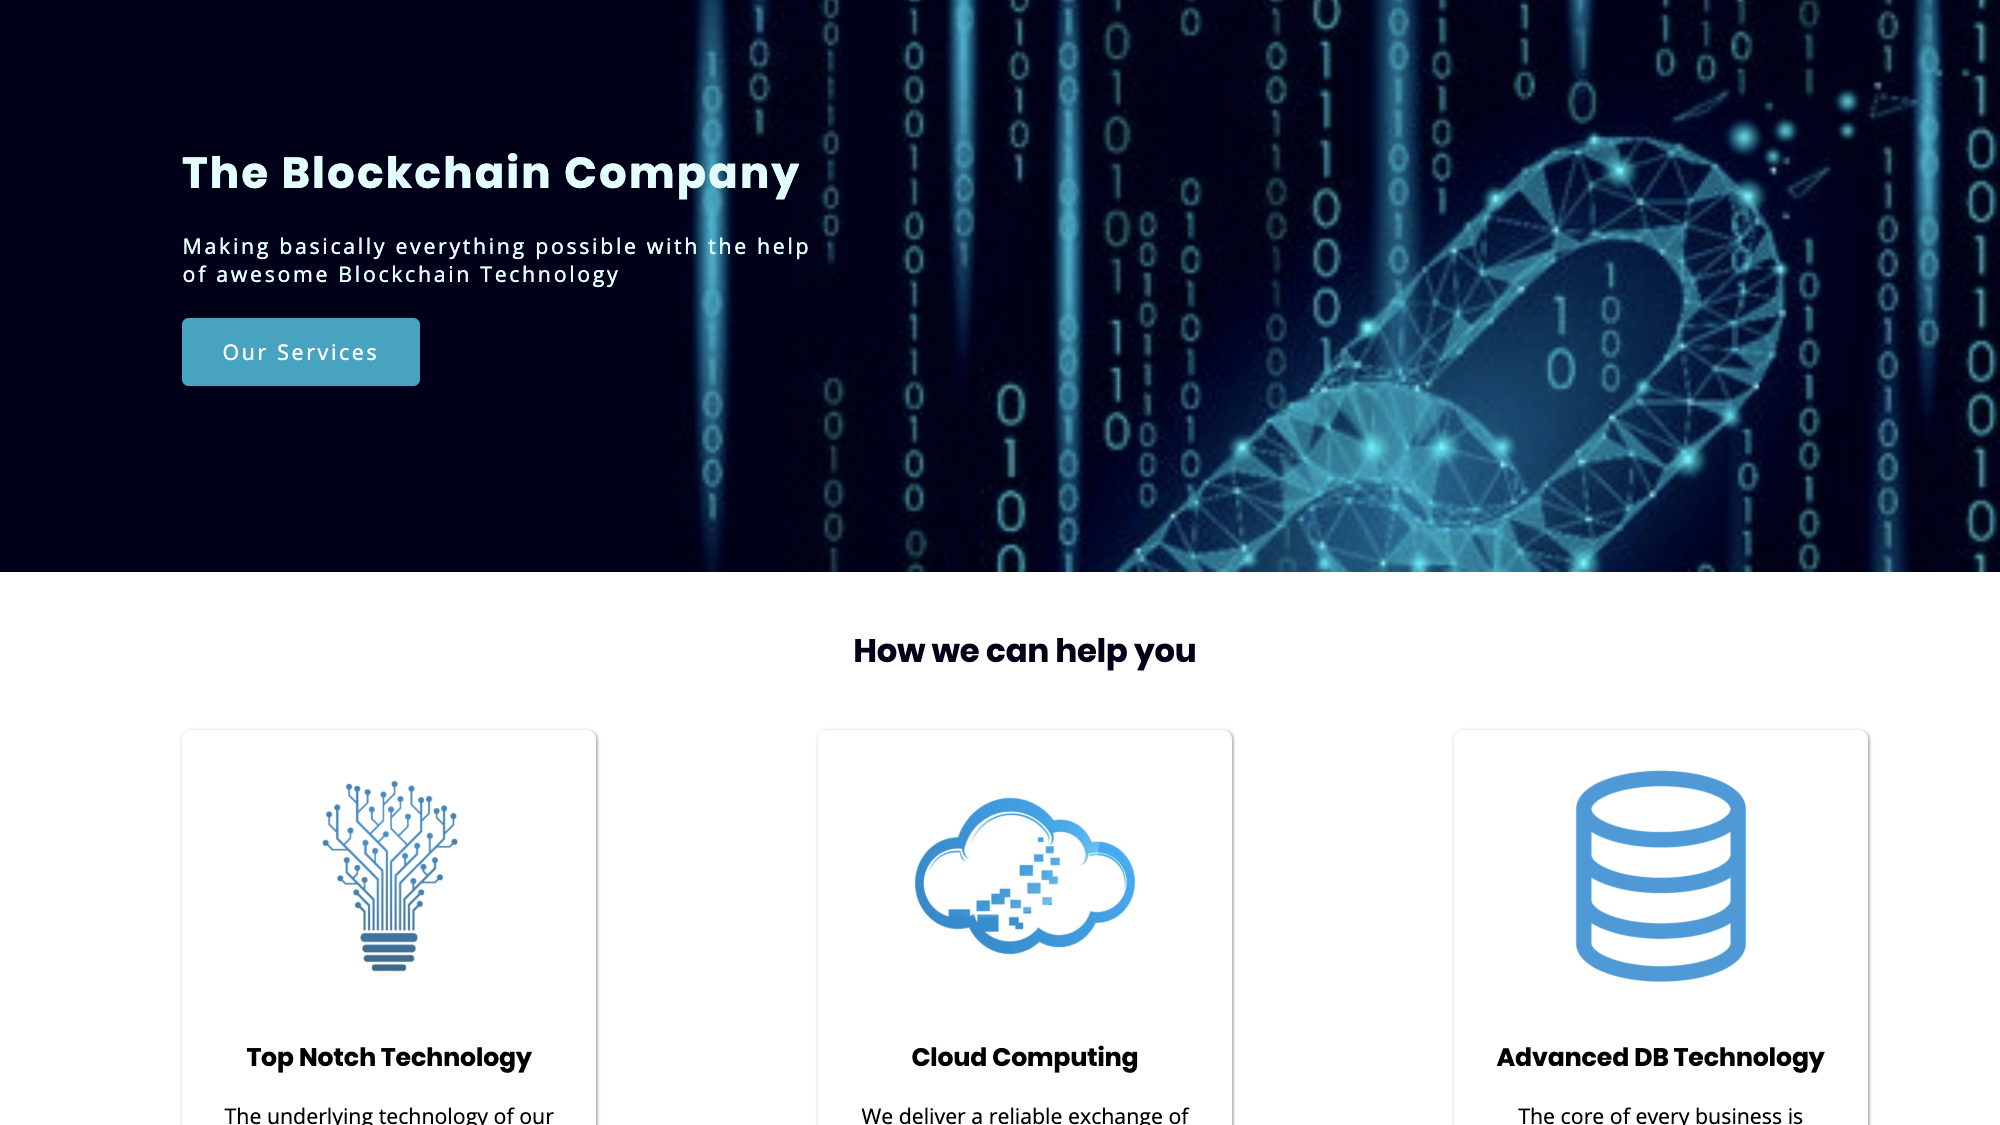 The Blockchain Company
Making basically everything possible with the help
of awesome Blockchain Technology
Our Services
How we can help you
Top Notch Technology
Cloud Computing
Advanced DB Technology
The underlying technology of our
We deliver a reliable exchange of
The core of every business is